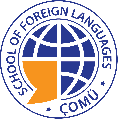 SCHOOL OF FOREIGN LANGUAGES
ÇOMÜ